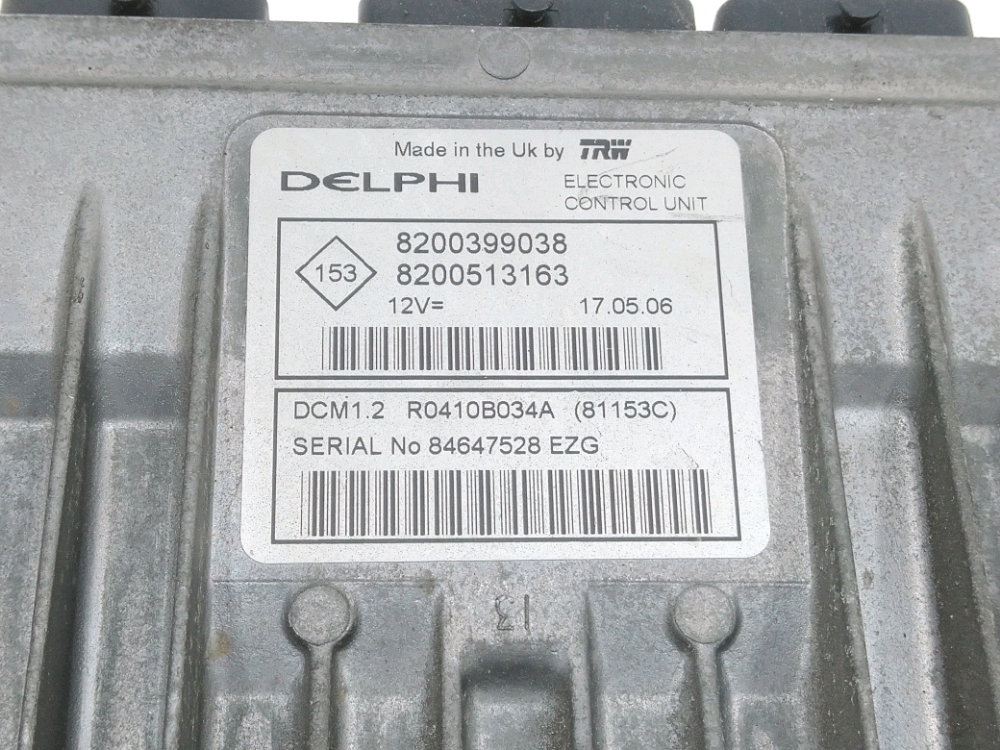 Made in the Uk by TRW
DELPHI
ELECTRONIC
CONTROL UNIT
153
8200399038
8200513163
12V=
17.05.06
DCM1.2 R0410B034A (81153C)
SERIAL No 84647528 EZG
13